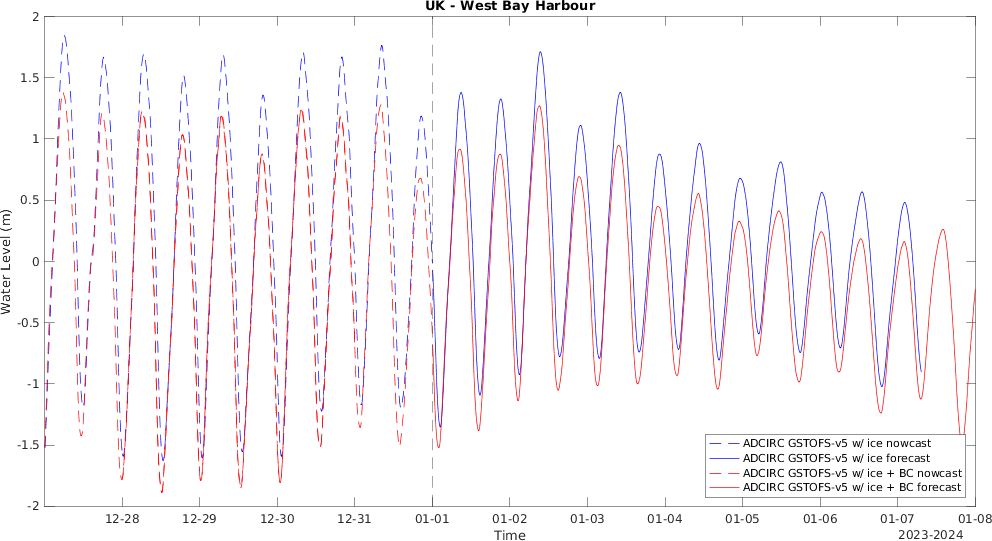 UK - West Bay Harbour
2
1.5
1
0.5
0
-0.5
-1
-1.5
-2
Water Level (m)
12-28 12-29 12-30 12-31 01-01 01-02 01-03 01-04 01-05 01-06 01-07 01-08
Time
2023-2024
ADCIRC GSTOFS-v5 w/ ice nowcast
ADCIRC GSTOFS-v5 w/ ice forecast
ADCIRC GSTOFS-v5 w/ ice + BC nowcast
ADCIRC GSTOFS-v5 w/ ice + BC forecast